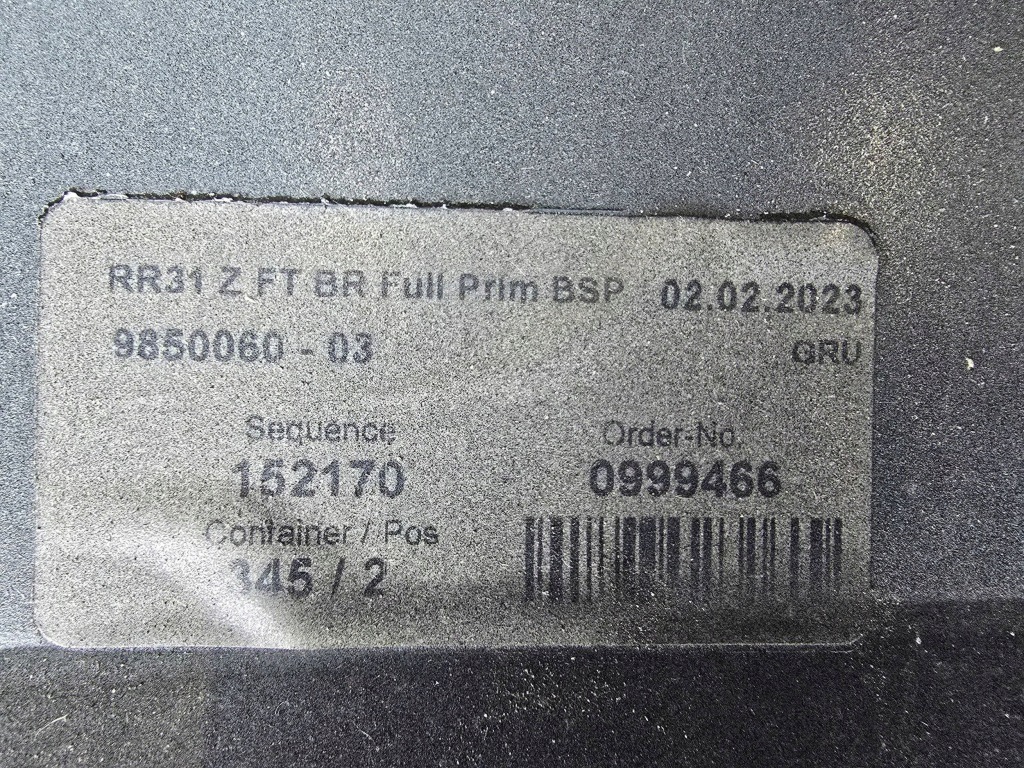 RR31 Z FT BR Full Prim BSP 02.02.2023
9850060 - 03 GRU
Sequence Order-No.
152170 0999466
Container / Pos
345 / 2